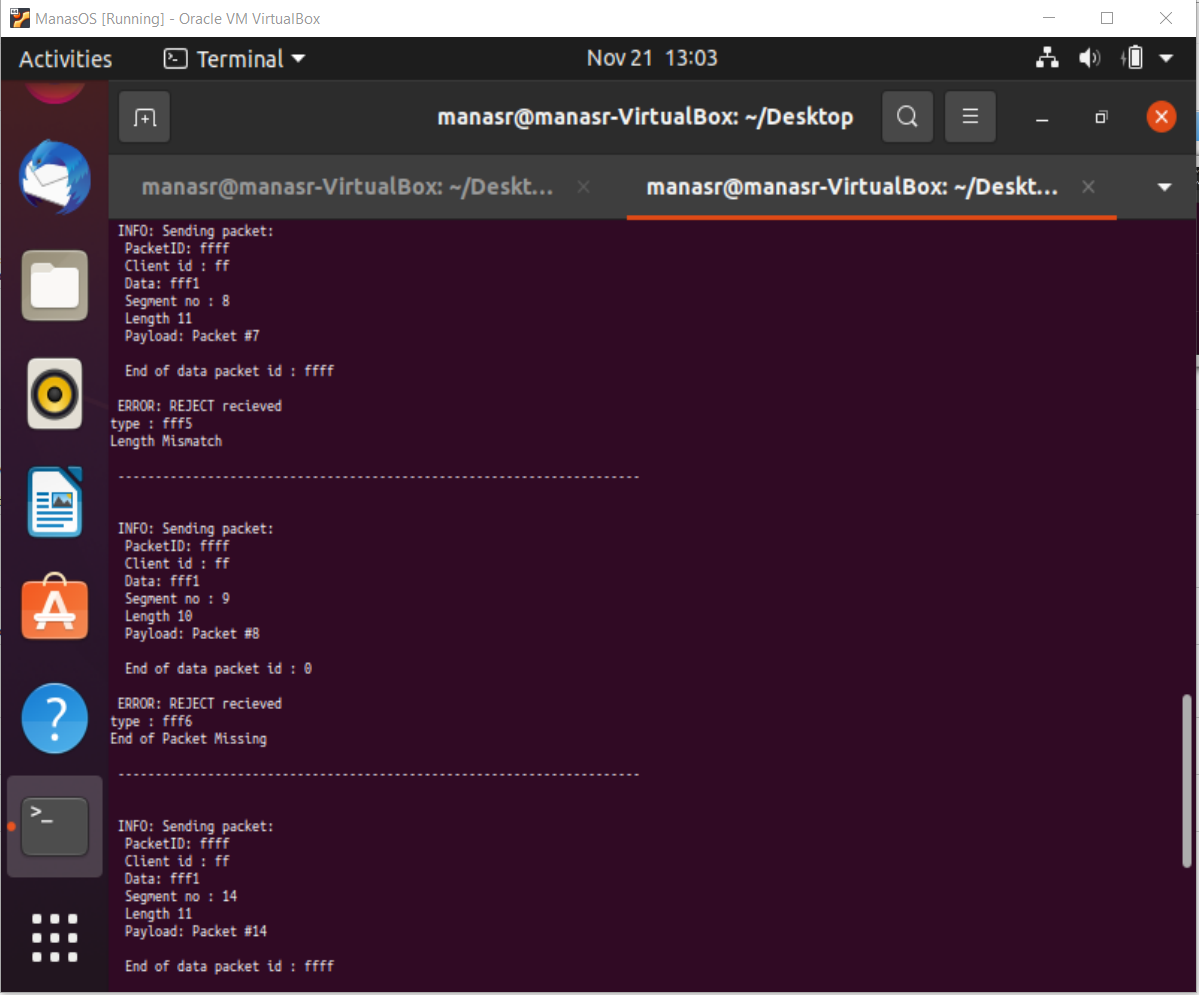 ManasOS [Running] - Oracle VM VirtualBox
Activities Terminal Nov 21 13:03
manasr@manasr-VirtualBox: ~/Desktop
manasr@manasr-VirtualBox: ~/Deskt... manasr@manasr-VirtualBox: ~/Deskt...
INFO: Sending packet:
PacketID: ffff
Client id : ff
Data: fff1
Segment no : 8
Length 11
Payload: Packet #7
End of data packet id : ffff
ERROR: REJECT recieved
type : fff5
Length Mismatch
----------------------------------------------------------------------
INFO: Sending packet:
PacketID: ffff
Client id : ff
Data: fff1
Segment no : 9
Length 10
Payload: Packet #8
End of data packet id : 0
ERROR: REJECT recieved
type : fff6
End of Packet Missing
----------------------------------------------------------------------
INFO: Sending packet:
PacketID: ffff
Client id : ff
Data: fff1
Segment no : 14
Length 11
Payload: Packet #14
End of data packet id : ffff